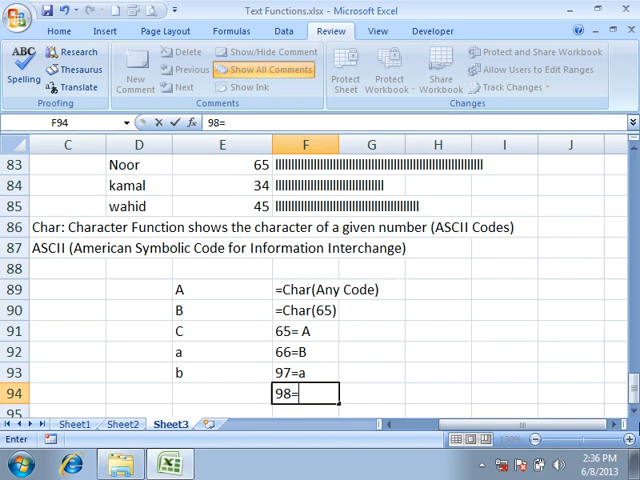 Text Functions.xlsx - Microsoft Excel
Home Insert Page Layout Formulas Data Review View
ABC Spelling
Research
Thesaurus
Translate
Proofing
New Comment
Delete
Previous
Next
Show/Hide Comment
Show All Comments
Show Ink
Comments
Protect Sheet
Protect Workbook
Share Workbook
Protect and Share Workbook
Allow Users to Edit Ranges
Track Changes
Changes
F94 98=
C D E F G H I J
83 Noor 65
84 kamal 34
85 wahid 45
86 Char: Character Function shows the character of a given number (ASCII Codes)
87 ASCII (American Symbolic Code for Information Interchange)
88
89 A =Char(Any Code)
90 B =Char(65)
91 C 65= A
92 a 66=B
93 b 97=a
94 98=
95
Sheet1 Sheet2 Sheet3
Enter 130%
2:36 PM
6/8/2013